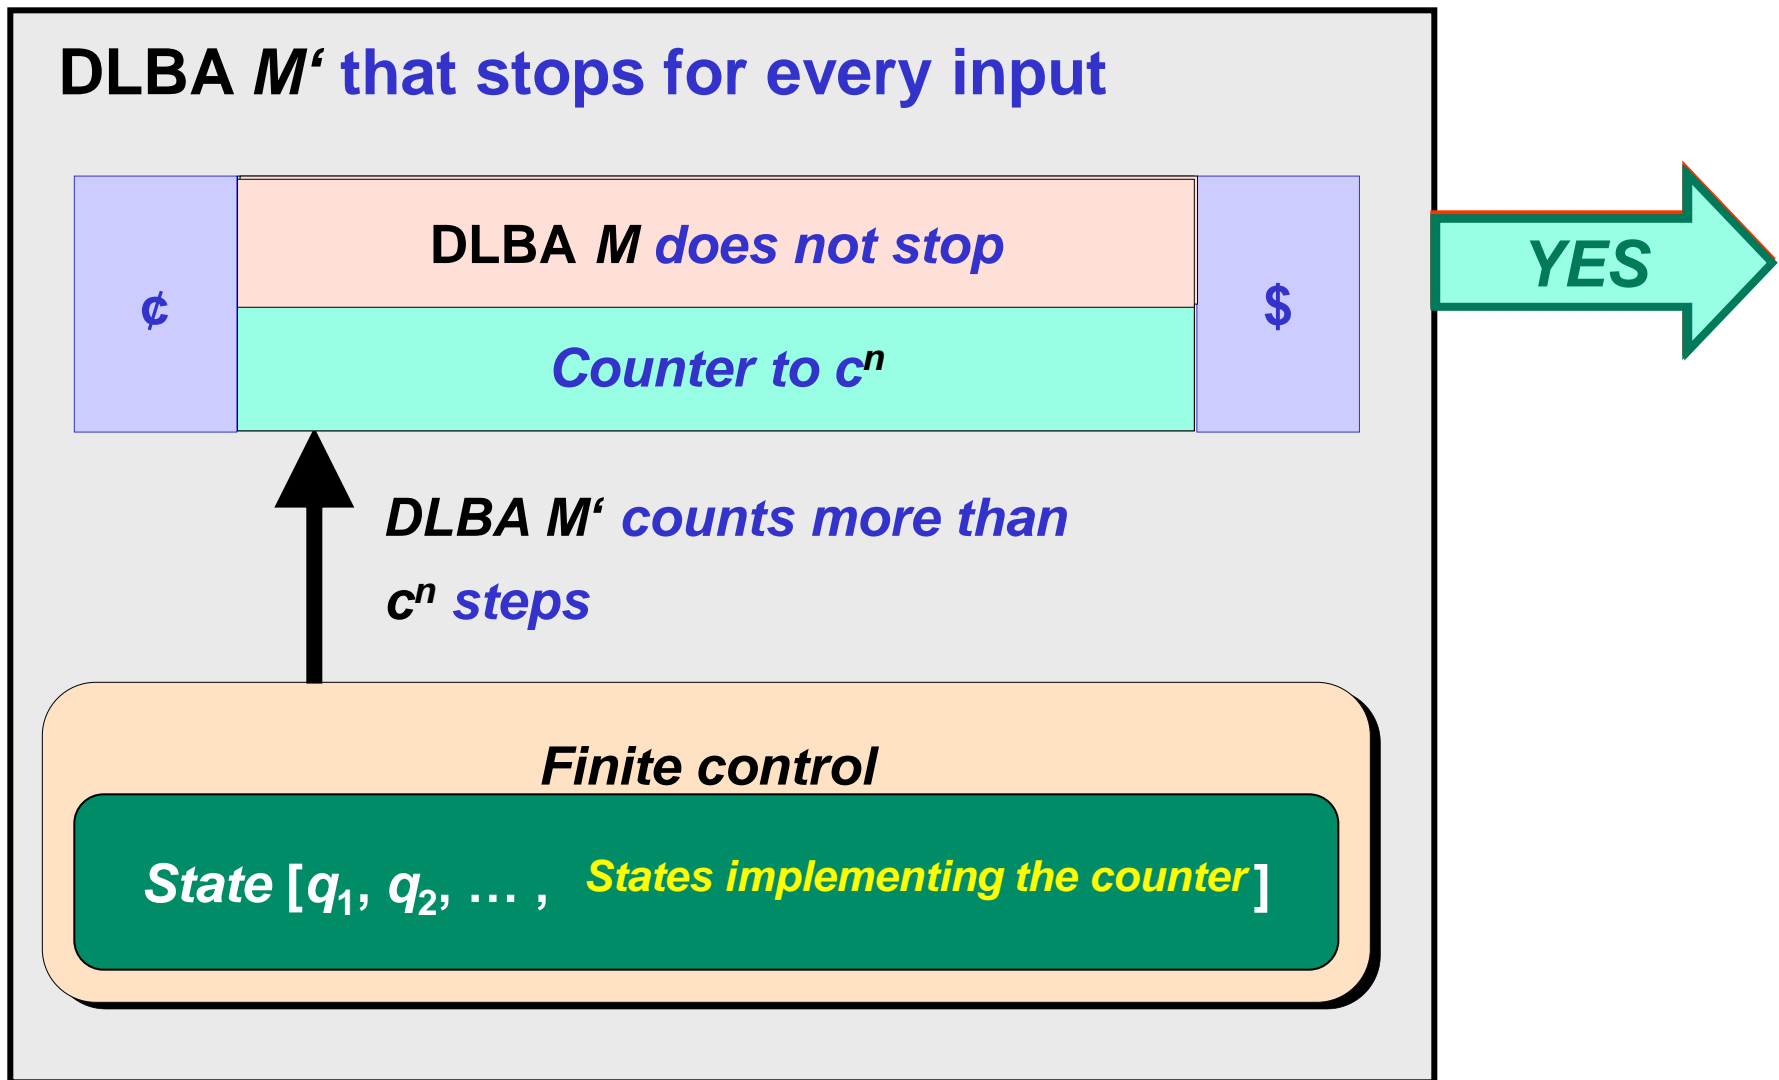 DLBA M‘ that stops for every input
DLBA M does not stop
YES
¢
$
Counter to cⁿ
DLBA M‘ counts more than
cⁿ steps
Finite control
State [q₁, q₂, … , States implementing the counter ]